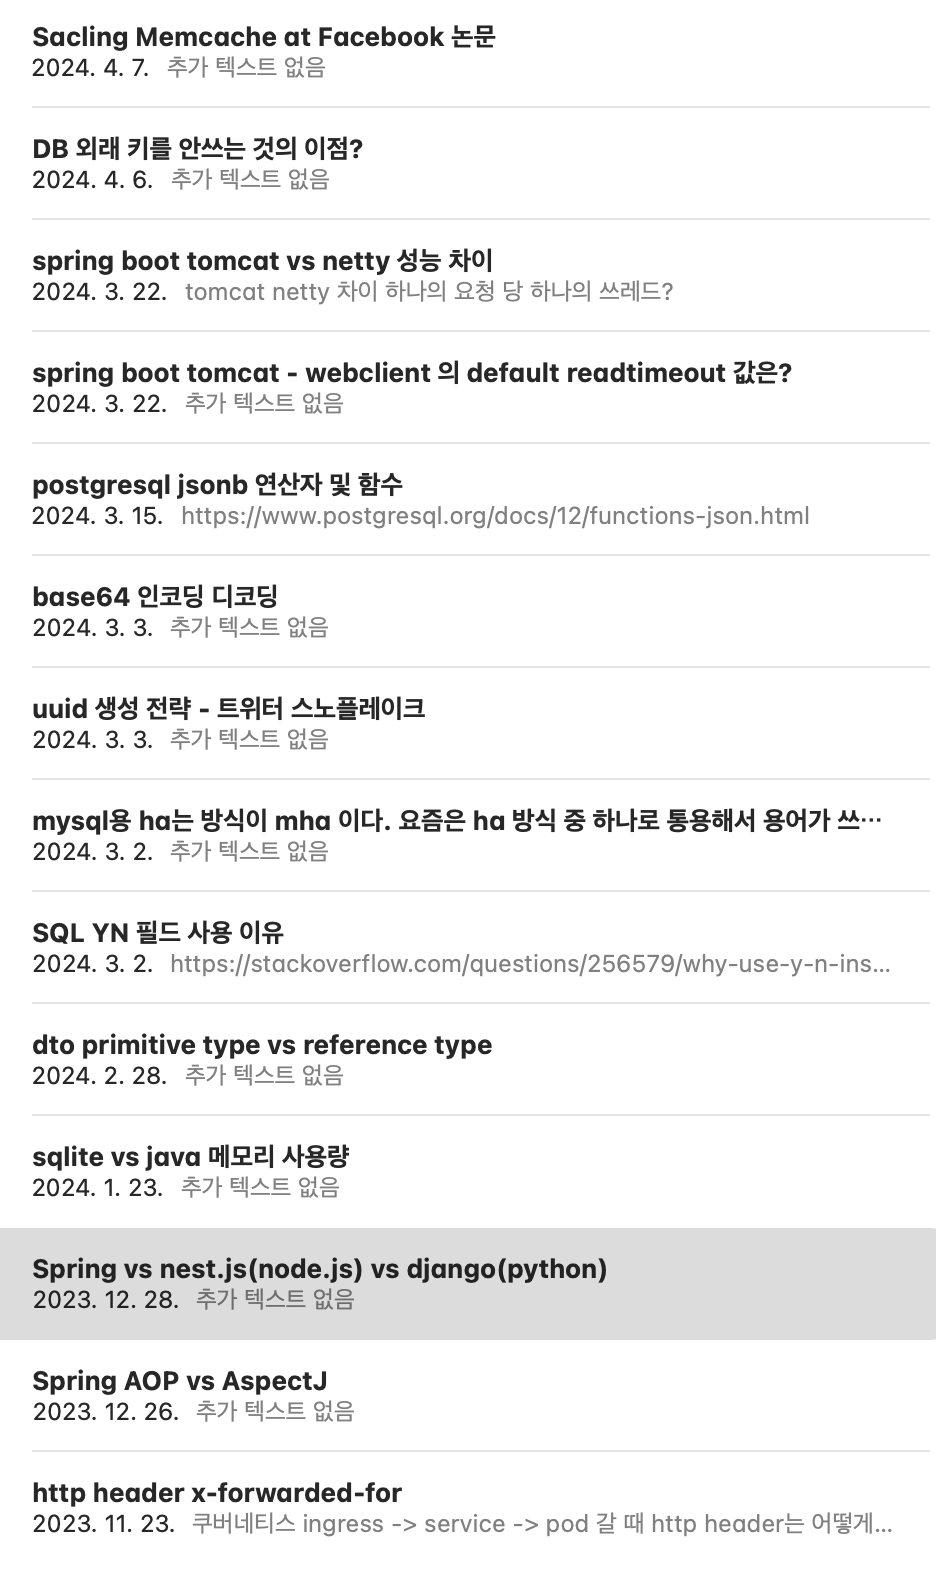 Sacling Memcache at Facebook 논문
2024. 4. 7. 추가 텍스트 없음
DB 외래 키를 안쓰는 것의 이점?
2024. 4. 6. 추가 텍스트 없음
spring boot tomcat vs netty 성능 차이
2024. 3. 22. tomcat netty 차이 하나의 요청 당 하나의 쓰레드?
spring boot tomcat - webclient 의 default readtimeout 값은?
2024. 3. 22. 추가 텍스트 없음
postgresql jsonb 연산자 및 함수
2024. 3. 15. https://www.postgresql.org/docs/12/functions-json.html
base64 인코딩 디코딩
2024. 3. 3. 추가 텍스트 없음
uuid 생성 전략 - 트위터 스노플레이크
2024. 3. 3. 추가 텍스트 없음
mysql용 ha는 방식이 mha 이다. 요즘은 ha 방식 중 하나로 통용해서 용어가 쓰…
2024. 3. 2. 추가 텍스트 없음
SQL YN 필드 사용 이유
2024. 3. 2. https://stackoverflow.com/questions/256579/why-use-y-n-ins...
dto primitive type vs reference type
2024. 2. 28. 추가 텍스트 없음
sqlite vs java 메모리 사용량
2024. 1. 23. 추가 텍스트 없음
Spring vs nest.js(node.js) vs django(python)
2023. 12. 28. 추가 텍스트 없음
Spring AOP vs AspectJ
2023. 12. 26. 추가 텍스트 없음
http header x-forwarded-for
2023. 11. 23. 쿠버네티스 ingress -> service -> pod 갈 때 http header는 어떻게...